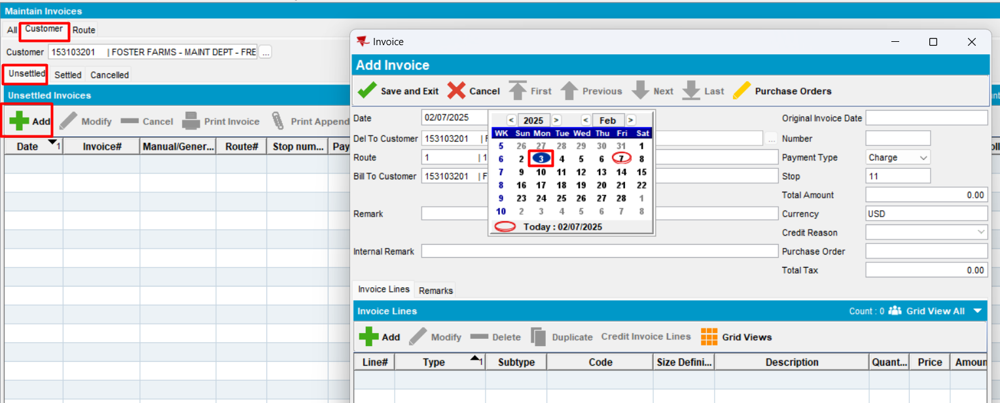 Maintain Invoices
All Customer Route
Customer 153103201 | FOSTER FARMS - MAINT DEPT - FRE ...
Unsettled Settled Cancelled
Unsettled Invoices
Add Modify Cancel Print Invoice Print Append
Date 1 Invoice# Manual/Gener... Route# Stop num... Pay
Invoice
Add Invoice
Save and Exit Cancel First Previous Next Last Purchase Orders
Date 02/07/2025
Del To Customer 153103201 | F ...
Route 1 | 1
Bill To Customer 153103201 | F
Remark
Internal Remark
< 2025 > < Feb >
WK Sun Mon Tue Wed Thu Fri Sat
5 26 27 28 29 30 31 1
6 2 3 4 5 6 7 8
7 9 10 11 12 13 14 15
8 16 17 18 19 20 21 22
9 23 24 25 26 27 28 1
10 2 3 4 5 6 7 8
Today : 02/07/2025
Original Invoice Date
Number
Payment Type Charge
Stop 11
Total Amount 0.00
Currency USD
Credit Reason
Purchase Order
Total Tax 0.00
Invoice Lines Remarks
Invoice Lines Count : 0 Grid View All
Add Modify Delete Duplicate Credit Invoice Lines Grid Views
Line# Type 1 Subtype Code Size Defini... Description Quant... Price Amoun